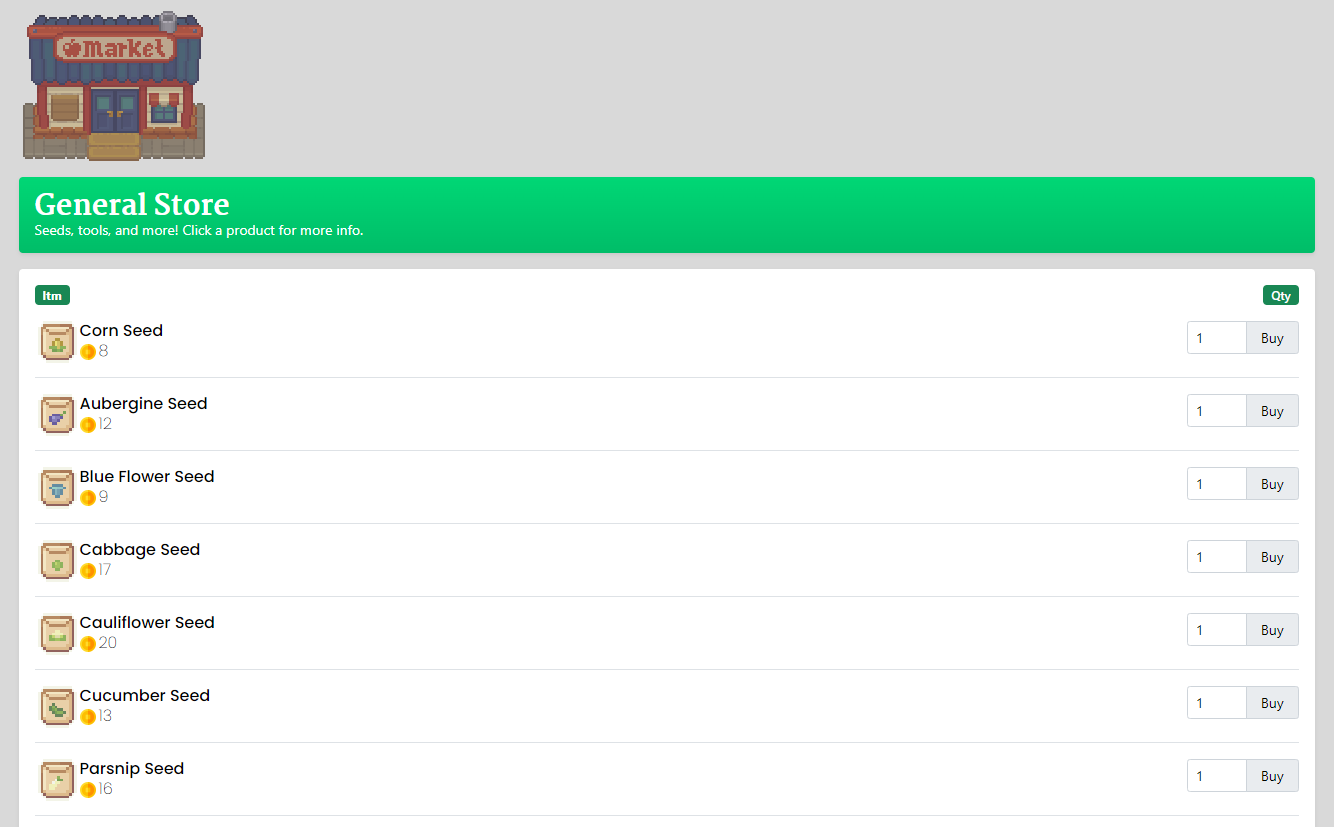 market
General Store
Seeds, tools, and more! Click a product for more info.
Itm Qty
Corn Seed
8
1 Buy
Aubergine Seed
12
1 Buy
Blue Flower Seed
9
1 Buy
Cabbage Seed
17
1 Buy
Cauliflower Seed
20
1 Buy
Cucumber Seed
13
1 Buy
Parsnip Seed
16
1 Buy